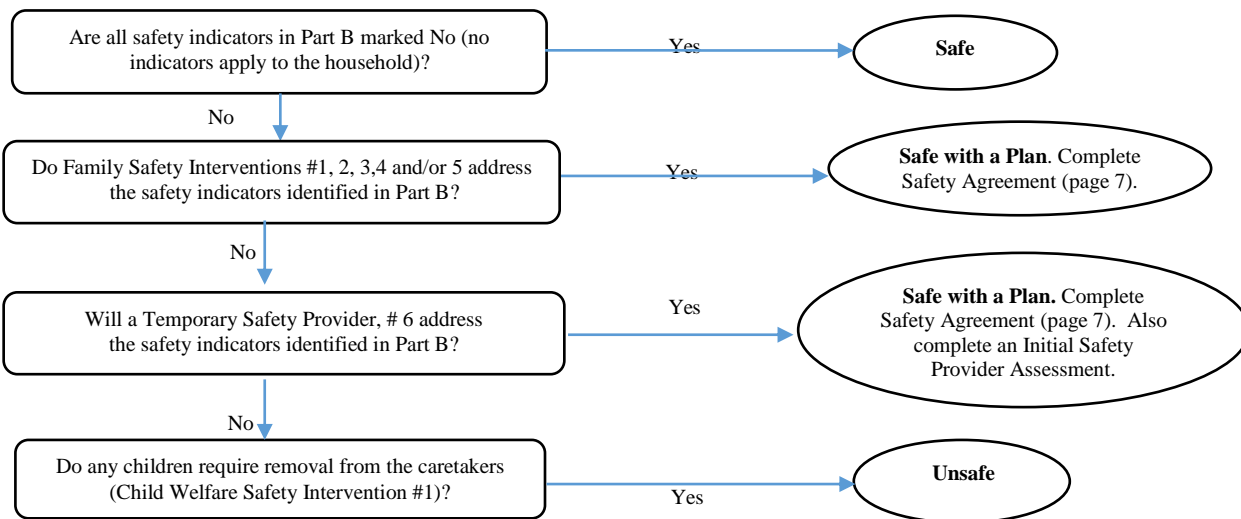 Are all safety indicators in Part B marked No (no
indicators apply to the household)?
Yes
Safe
No
Do Family Safety Interventions #1, 2, 3,4 and/or 5 address
the safety indicators identified in Part B?
Yes
Safe with a Plan. Complete
Safety Agreement (page 7).
No
Will a Temporary Safety Provider, # 6 address
the safety indicators identified in Part B?
Yes
Safe with a Plan. Complete
Safety Agreement (page 7). Also
complete an Initial Safety
Provider Assessment.
No
Do any children require removal from the caretakers
(Child Welfare Safety Intervention #1)?
Yes
Unsafe